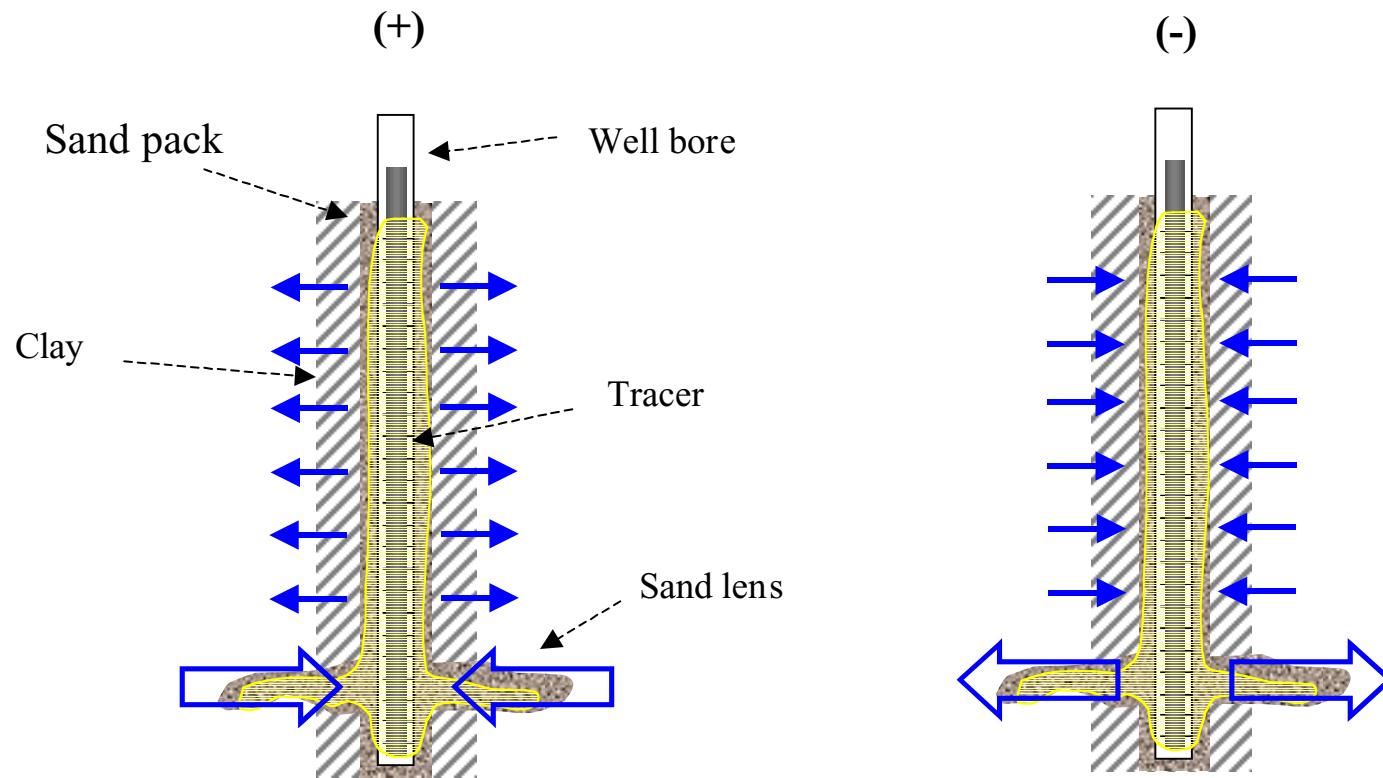 (+)
(-)
Sand pack
Well bore
Clay
Tracer
Sand lens